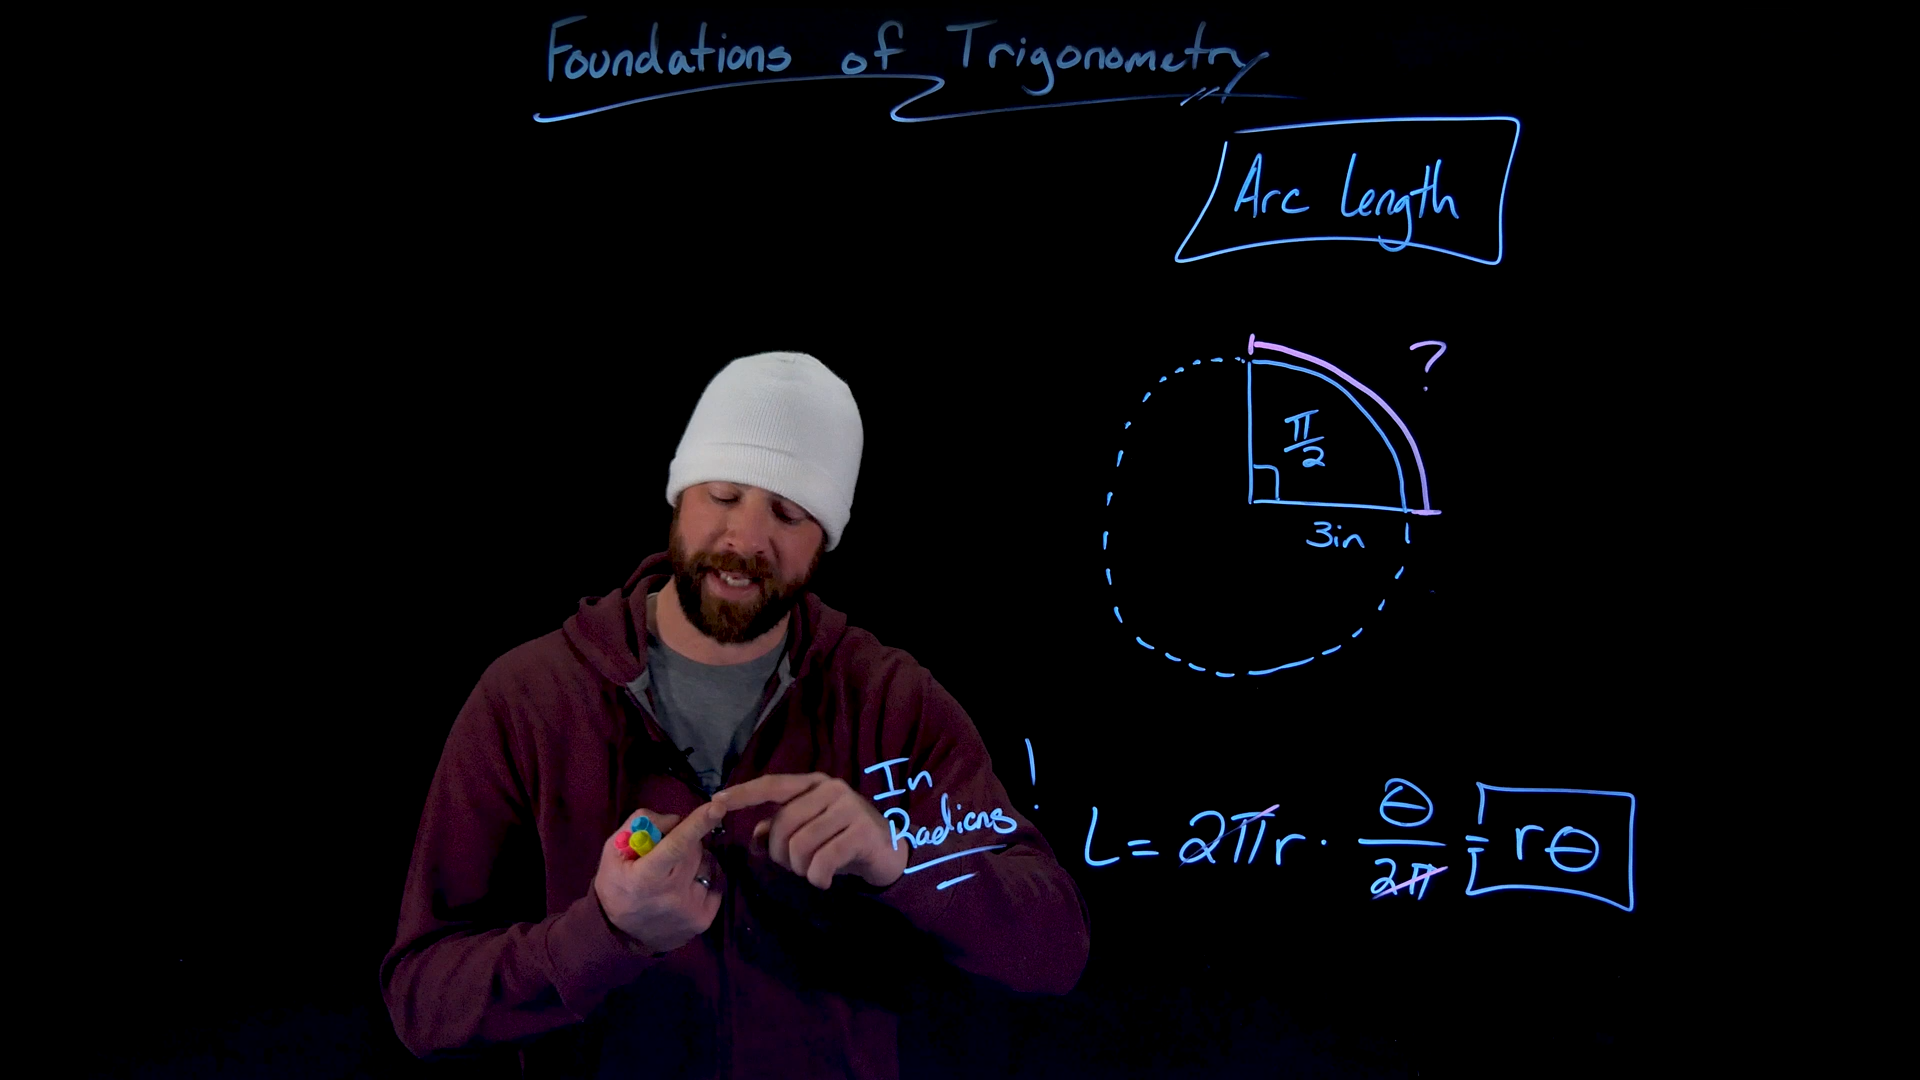 Foundations of Trigonometry
Arc Length
?
π/2
3in
In
Radians!
L = 2πr · θ/2π = rθ